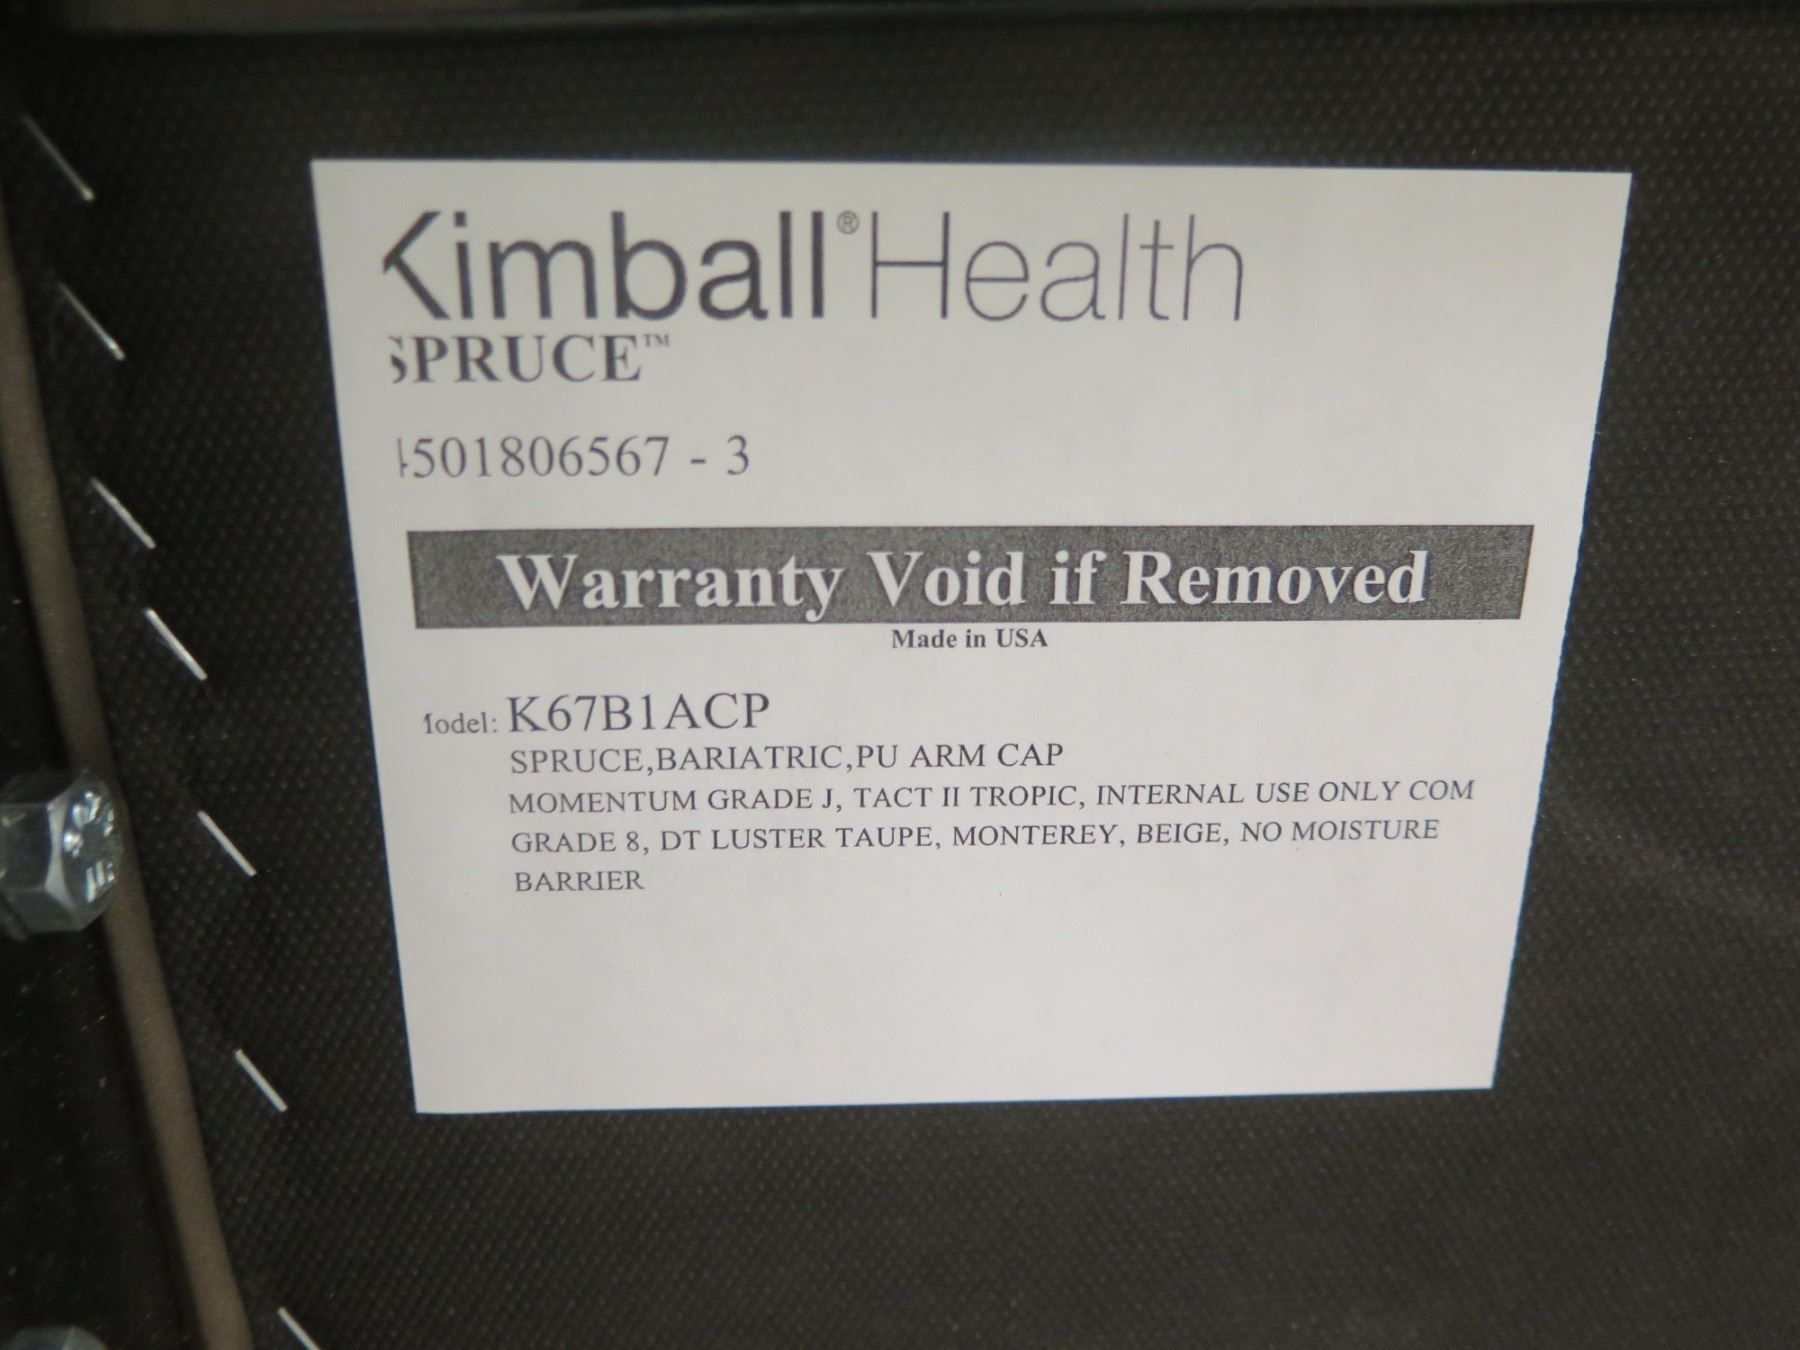 Kimball® Health
SPRUCE™
4501806567 - 3
Warranty Void if Removed
Made in USA
Model: K67B1ACP
SPRUCE,BARIATRIC,PU ARM CAP
MOMENTUM GRADE J, TACT II TROPIC, INTERNAL USE ONLY COM
GRADE 8, DT LUSTER TAUPE, MONTEREY, BEIGE, NO MOISTURE
BARRIER